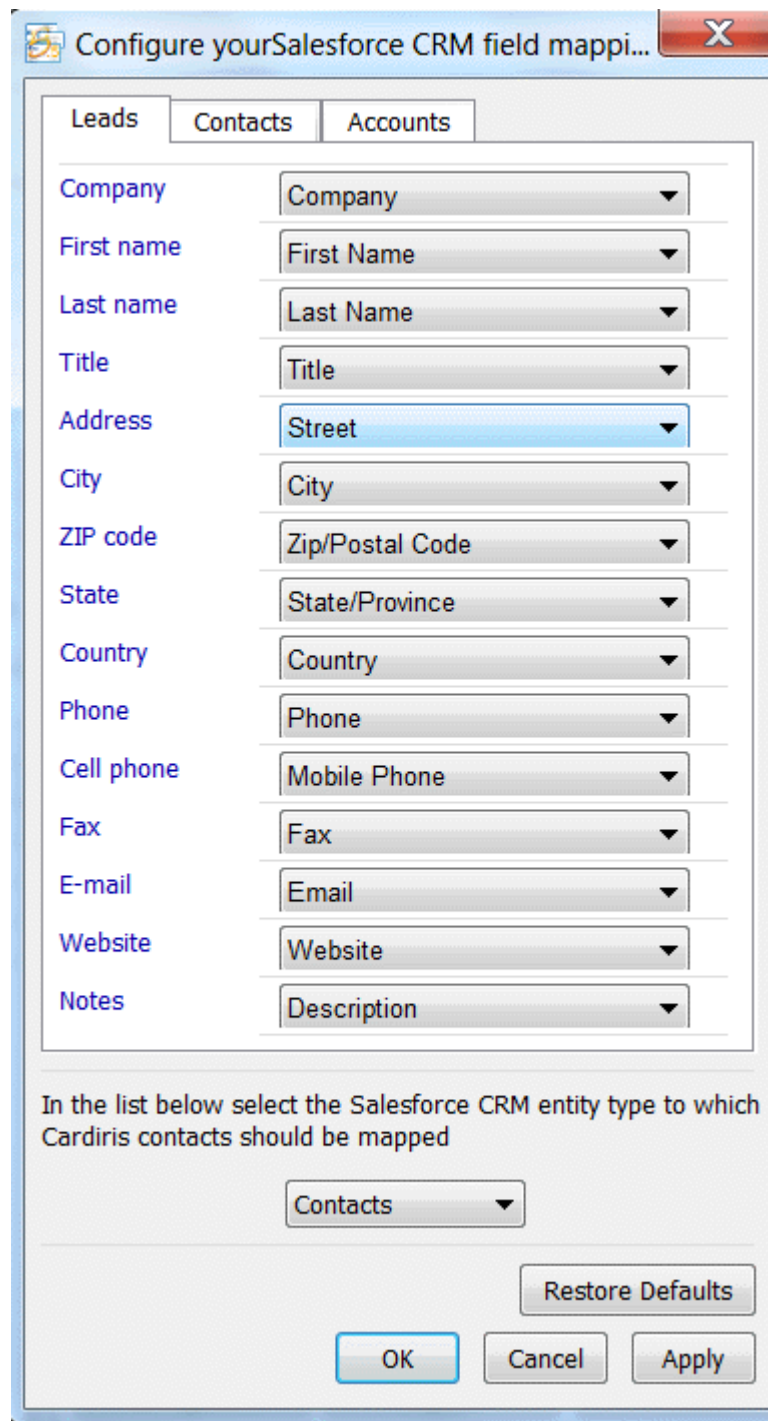 Configure yourSalesforce CRM field mappi...
Leads Contacts Accounts
Company Company
First name First Name
Last name Last Name
Title Title
Address Street
City City
ZIP code Zip/Postal Code
State State/Province
Country Country
Phone Phone
Cell phone Mobile Phone
Fax Fax
E-mail Email
Website Website
Notes Description
In the list below select the Salesforce CRM entity type to which
Cardiris contacts should be mapped
Contacts
Restore Defaults
OK Cancel Apply